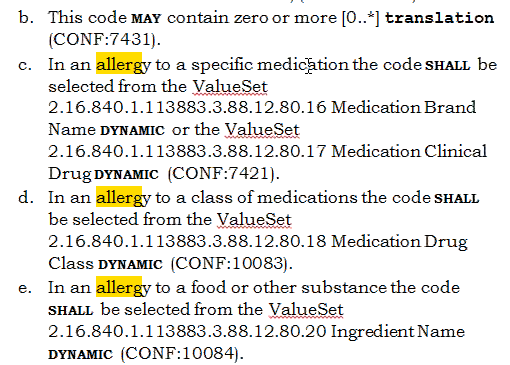 b. This code MAY contain zero or more [0..*] translation
(CONF:7431).
c. In an allergy to a specific medication the code SHALL be
selected from the ValueSet
2.16.840.1.113883.3.88.12.80.16 Medication Brand
Name DYNAMIC or the ValueSet
2.16.840.1.113883.3.88.12.80.17 Medication Clinical
Drug DYNAMIC (CONF:7421).
d. In an allergy to a class of medications the code SHALL
be selected from the ValueSet
2.16.840.1.113883.3.88.12.80.18 Medication Drug
Class DYNAMIC (CONF:10083).
e. In an allergy to a food or other substance the code
SHALL be selected from the ValueSet
2.16.840.1.113883.3.88.12.80.20 Ingredient Name
DYNAMIC (CONF:10084).